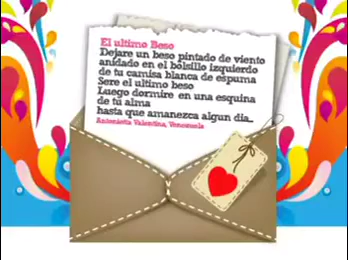 El ultimo Beso
Dejare un beso pintado de viento
anidado en el bolsillo izquierdo
de tu camisa blanca de espuma
Sere el ultimo beso
Luego dormire en una esquina
de tu alma
hasta que amanezca algun dia..
Antonieta Valentina, Venezuela